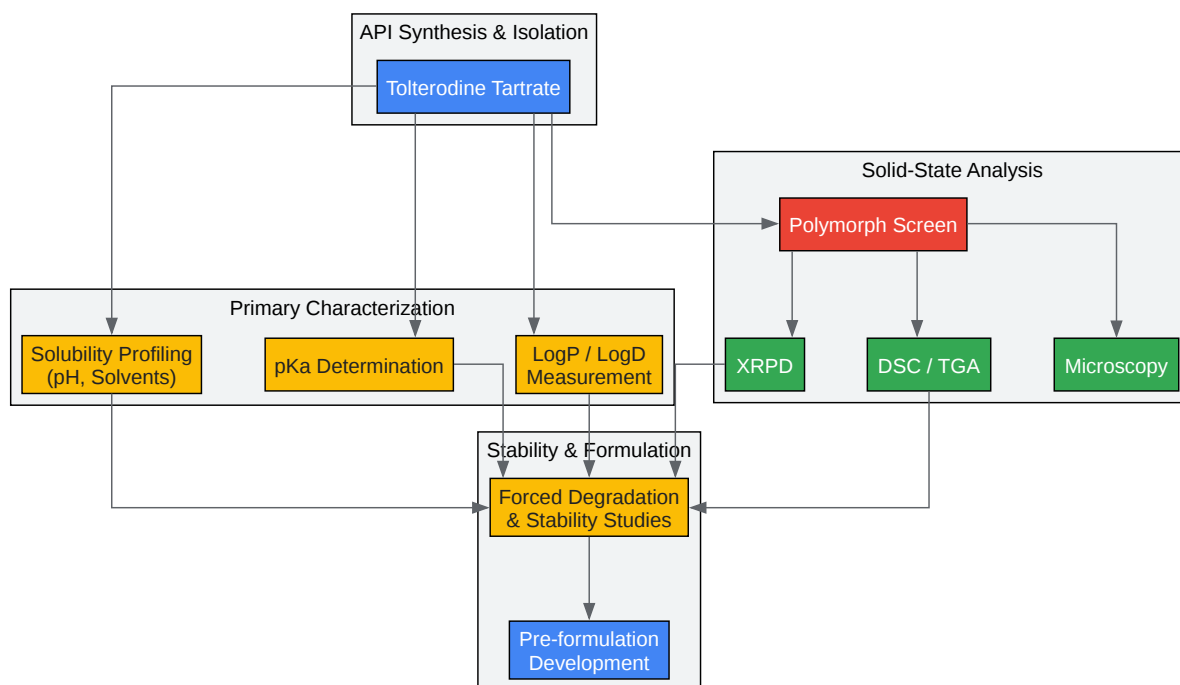 API Synthesis & Isolation
Tolterodine Tartrate
Solid-State Analysis
Polymorph Screen
Primary Characterization
Solubility Profiling
(pH, Solvents)
pKa Determination
LogP / LogD
Measurement
XRPD
DSC / TGA
Microscopy
Stability & Formulation
Forced Degradation
& Stability Studies
Pre-formulation
Development